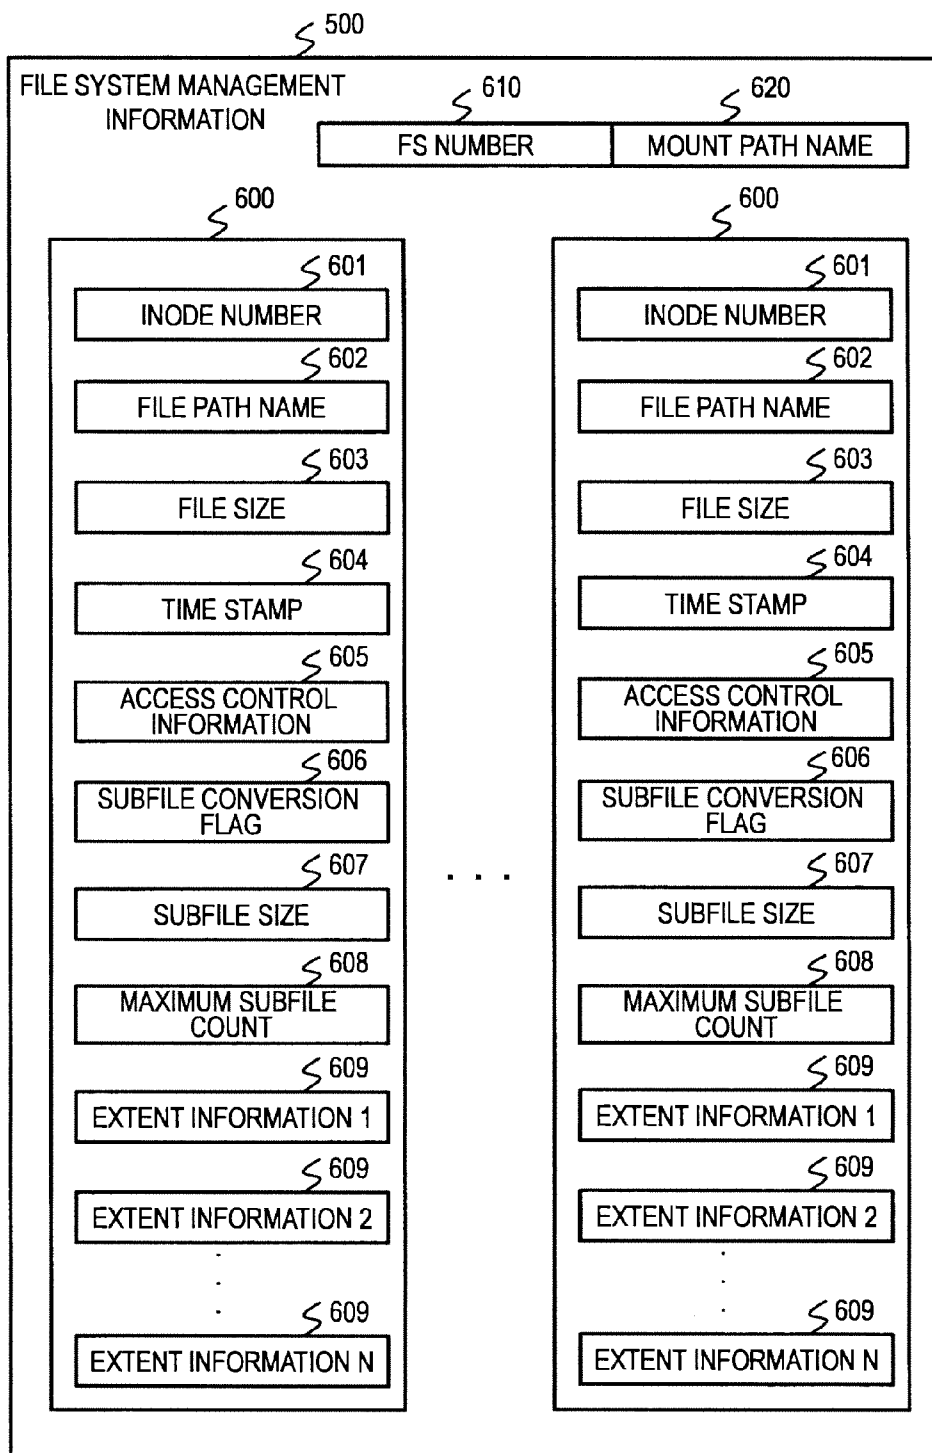 500
FILE SYSTEM MANAGEMENT
INFORMATION
610
620
FS NUMBER
MOUNT PATH NAME
600
601
INODE NUMBER
602
FILE PATH NAME
603
FILE SIZE
604
TIME STAMP
605
ACCESS CONTROL
INFORMATION
606
SUBFILE CONVERSION
FLAG
607
SUBFILE SIZE
608
MAXIMUM SUBFILE
COUNT
609
EXTENT INFORMATION 1
609
EXTENT INFORMATION 2
.
.
.
609
EXTENT INFORMATION N
. . .
600
601
INODE NUMBER
602
FILE PATH NAME
603
FILE SIZE
604
TIME STAMP
605
ACCESS CONTROL
INFORMATION
606
SUBFILE CONVERSION
FLAG
607
SUBFILE SIZE
608
MAXIMUM SUBFILE
COUNT
609
EXTENT INFORMATION 1
609
EXTENT INFORMATION 2
.
.
.
609
EXTENT INFORMATION N